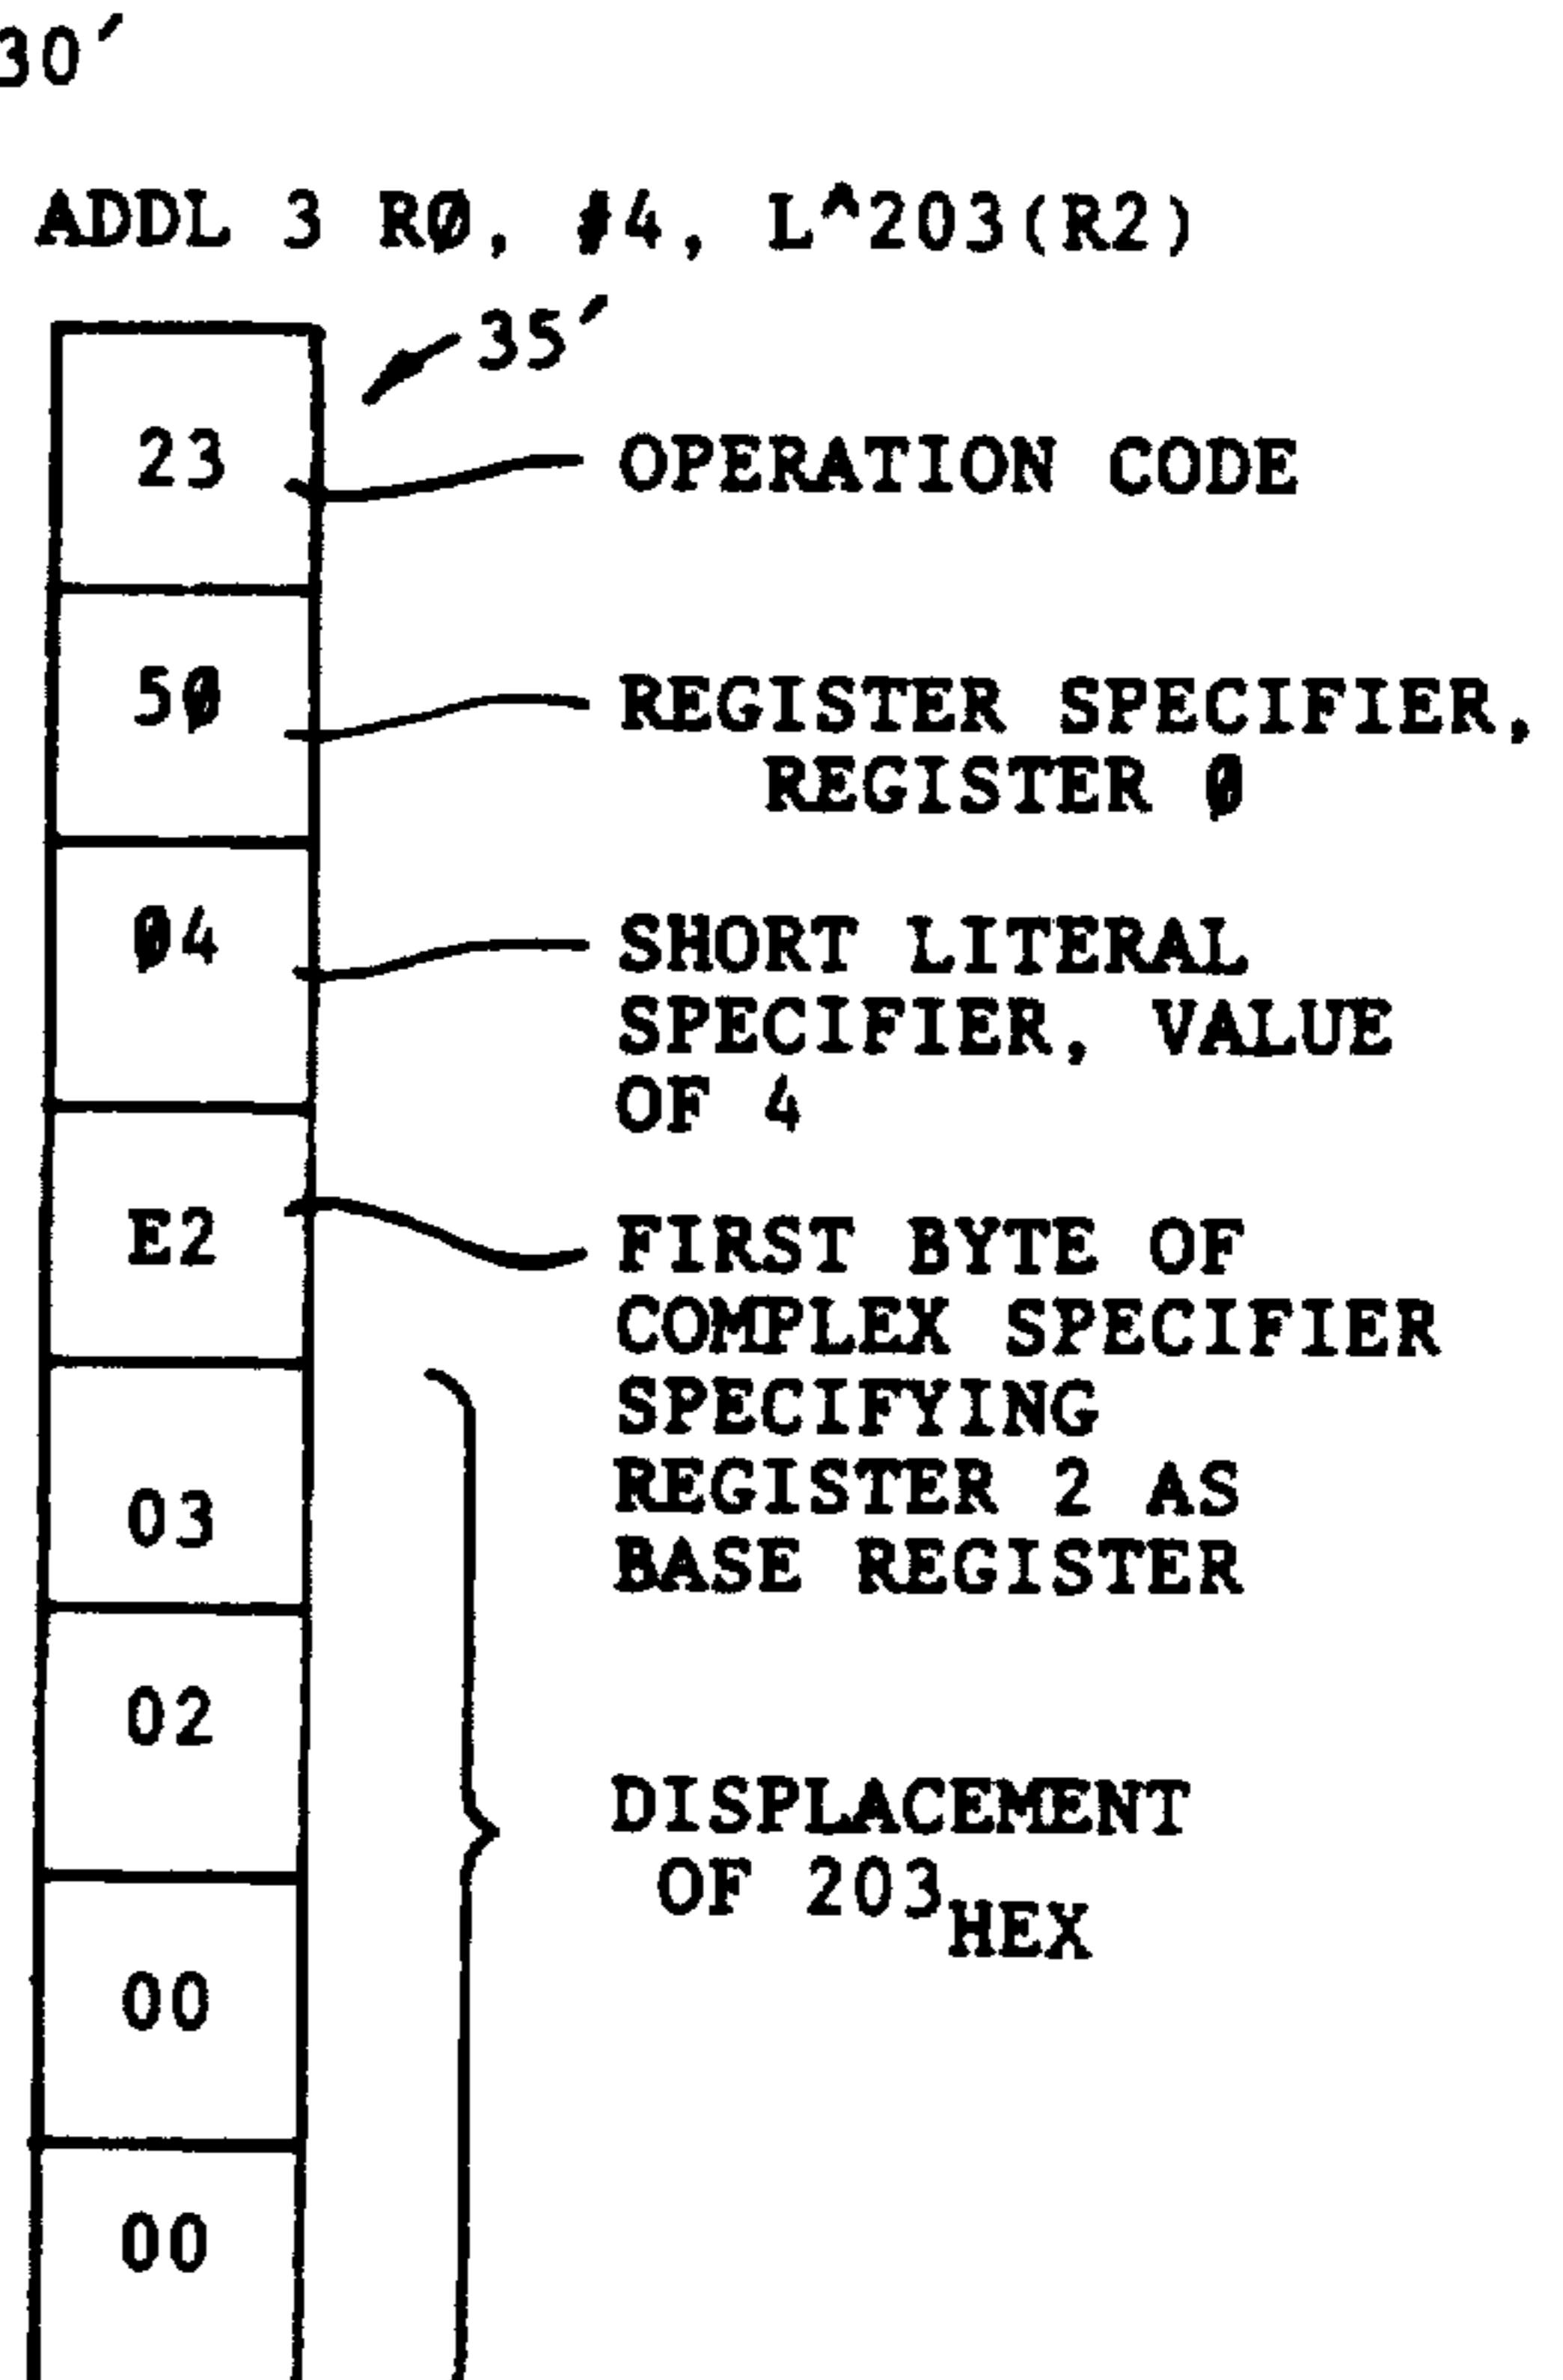 30′
ADDL 3 RØ, #4, L^203(R2)
35′
23
OPERATION CODE
5Ø
REGISTER SPECIFIER,
REGISTER Ø
Ø4
SHORT LITERAL
SPECIFIER, VALUE
OF 4
E2
FIRST BYTE OF
COMPLEX SPECIFIER
SPECIFYING
REGISTER 2 AS
BASE REGISTER
03
02
DISPLACEMENT
OF 203HEX
00
00